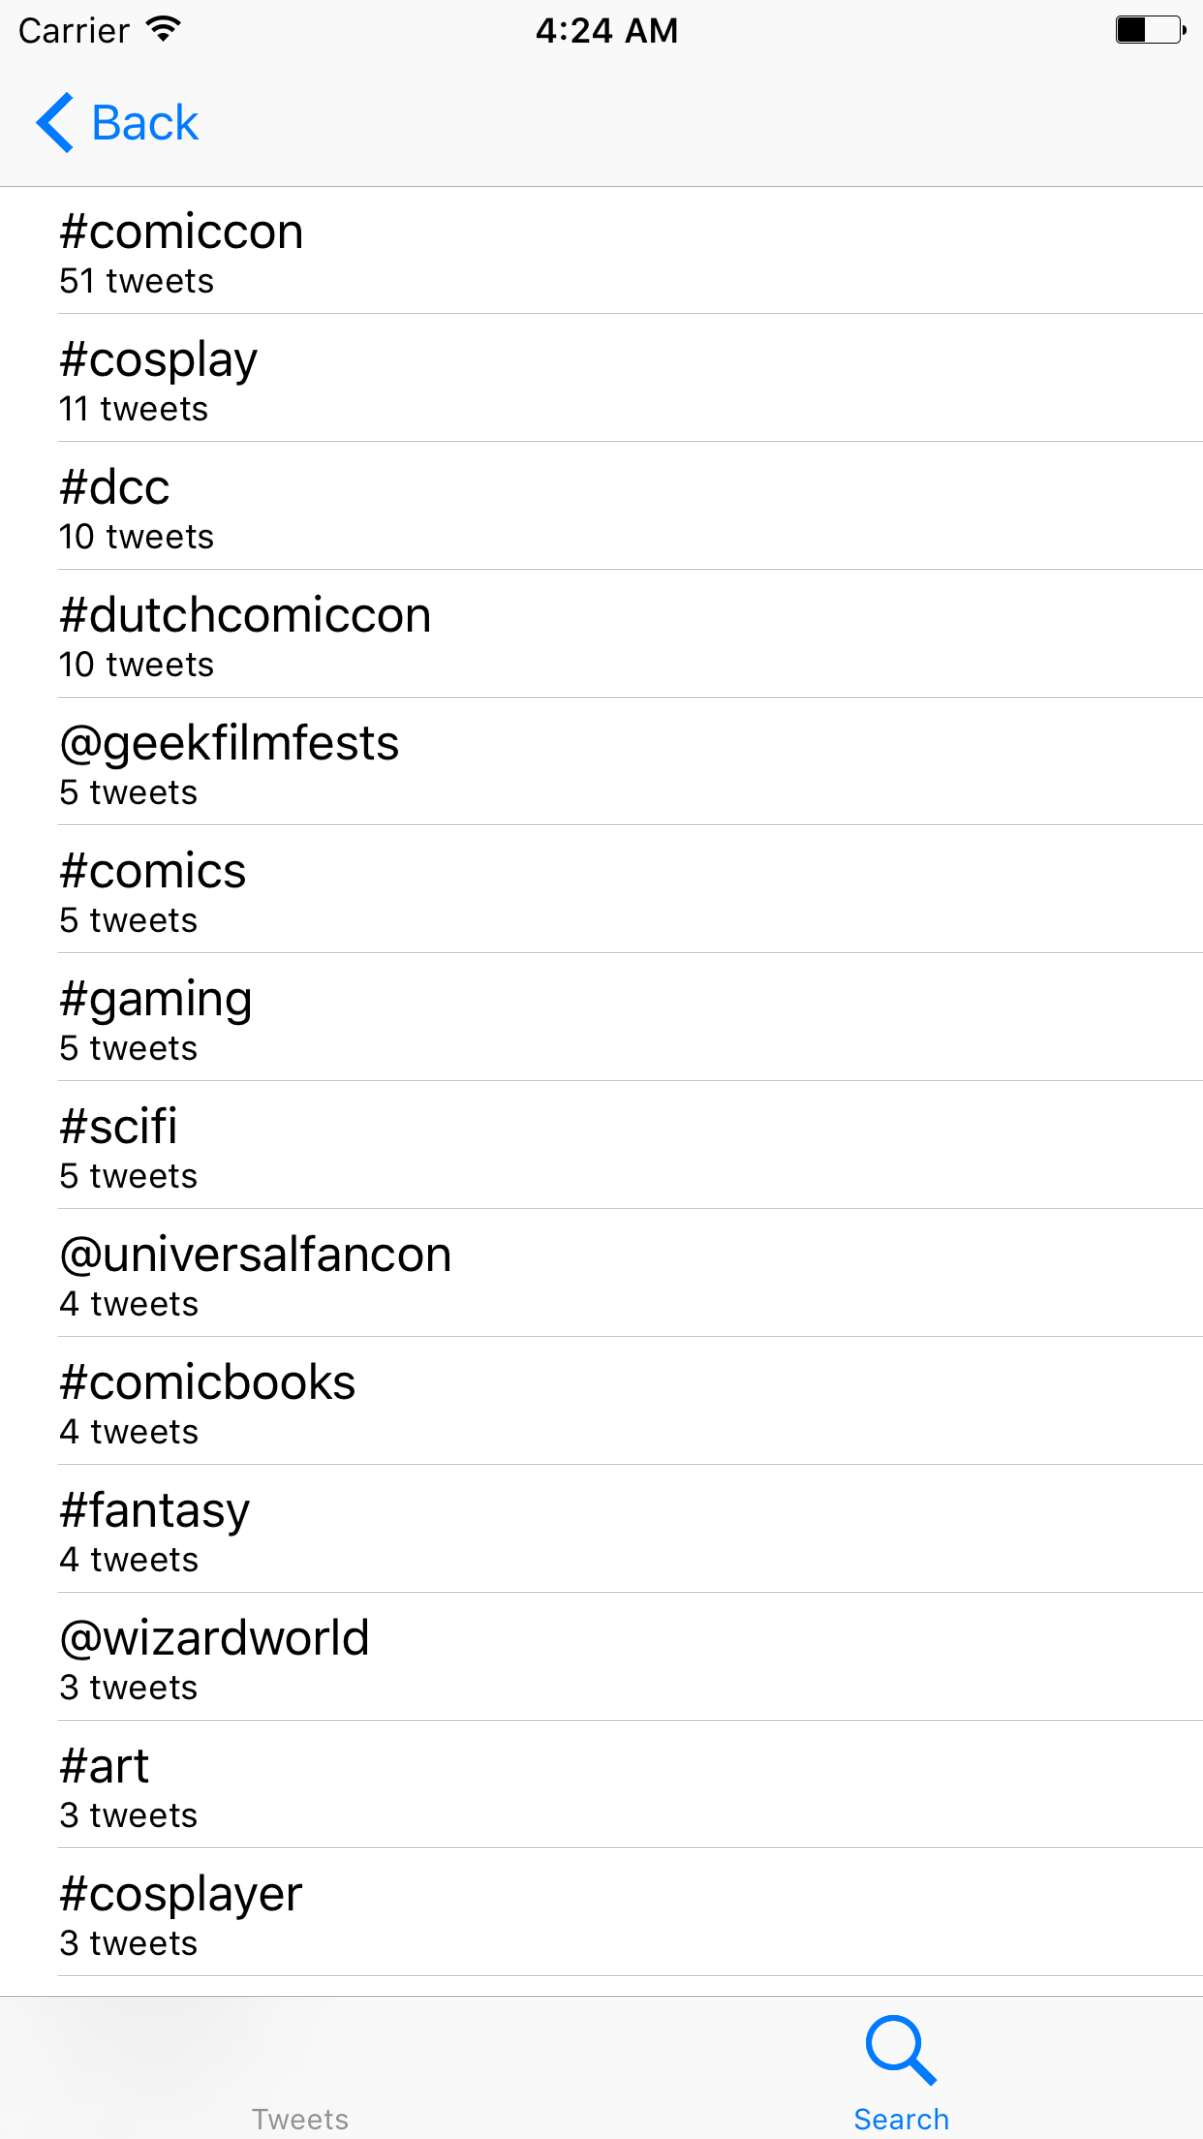 Carrier 4:24 AM
Back
#comiccon
51 tweets
#cosplay
11 tweets
#dcc
10 tweets
#dutchcomiccon
10 tweets
@geekfilmfests
5 tweets
#comics
5 tweets
#gaming
5 tweets
#scifi
5 tweets
@universalfancon
4 tweets
#comicbooks
4 tweets
#fantasy
4 tweets
@wizardworld
3 tweets
#art
3 tweets
#cosplayer
3 tweets
Tweets Search